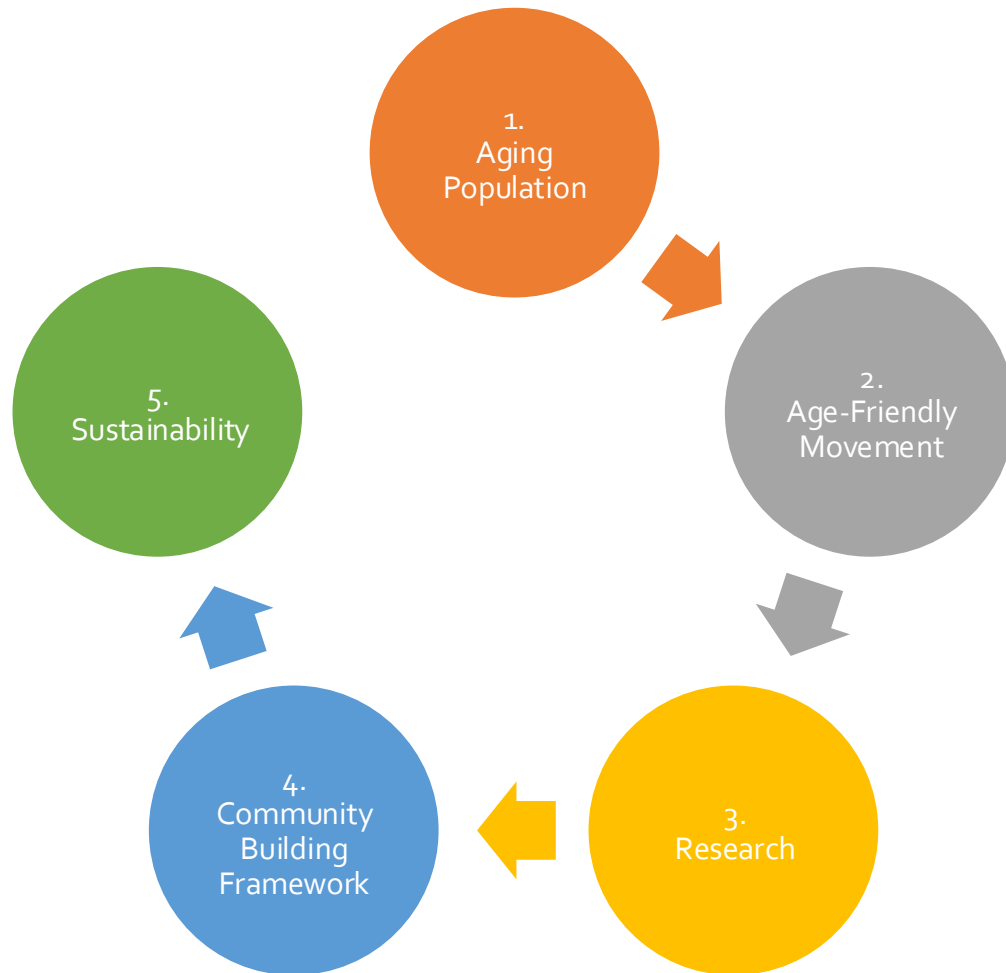 1.
Aging
Population
2.
Age-Friendly
Movement
3.
Research
4.
Community
Building
Framework
5.
Sustainability